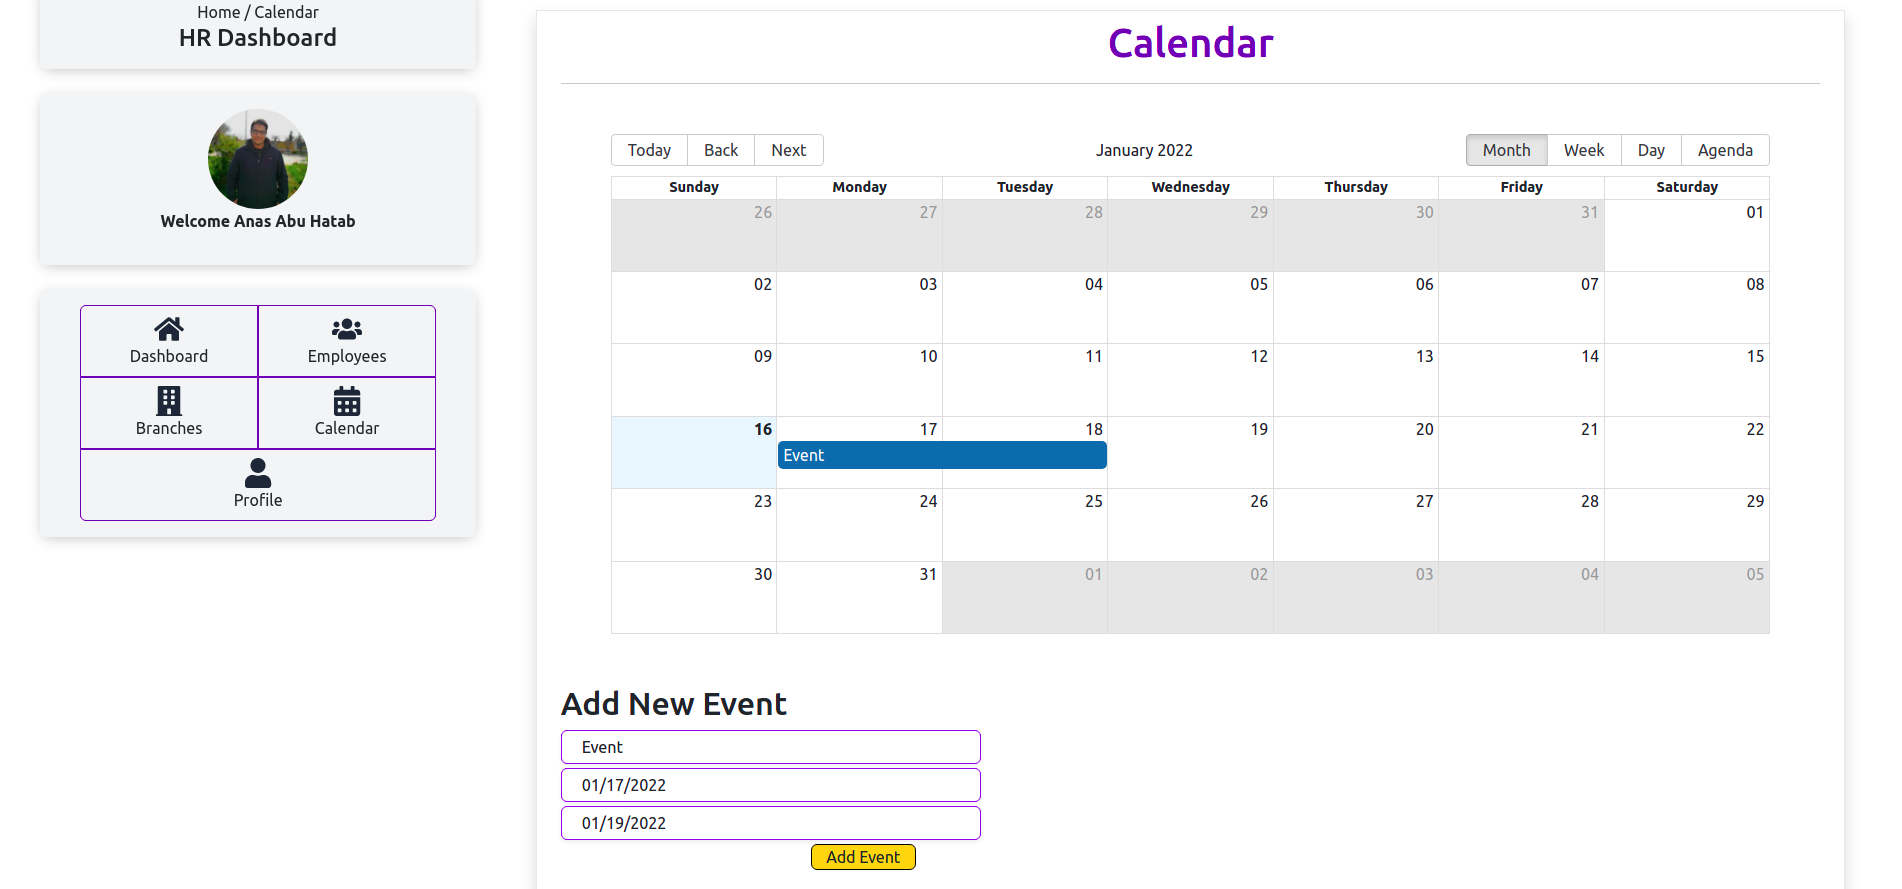 Home / Calendar
HR Dashboard
Welcome Anas Abu Hatab
Dashboard Employees
Branches Calendar
Profile
Calendar
Today Back Next January 2022 Month Week Day Agenda
Sunday Monday Tuesday Wednesday Thursday Friday Saturday
26 27 28 29 30 31 01
02 03 04 05 06 07 08
09 10 11 12 13 14 15
16 17 18 19 20 21 22
Event
23 24 25 26 27 28 29
30 31 01 02 03 04 05
Add New Event
Event
01/17/2022
01/19/2022
Add Event